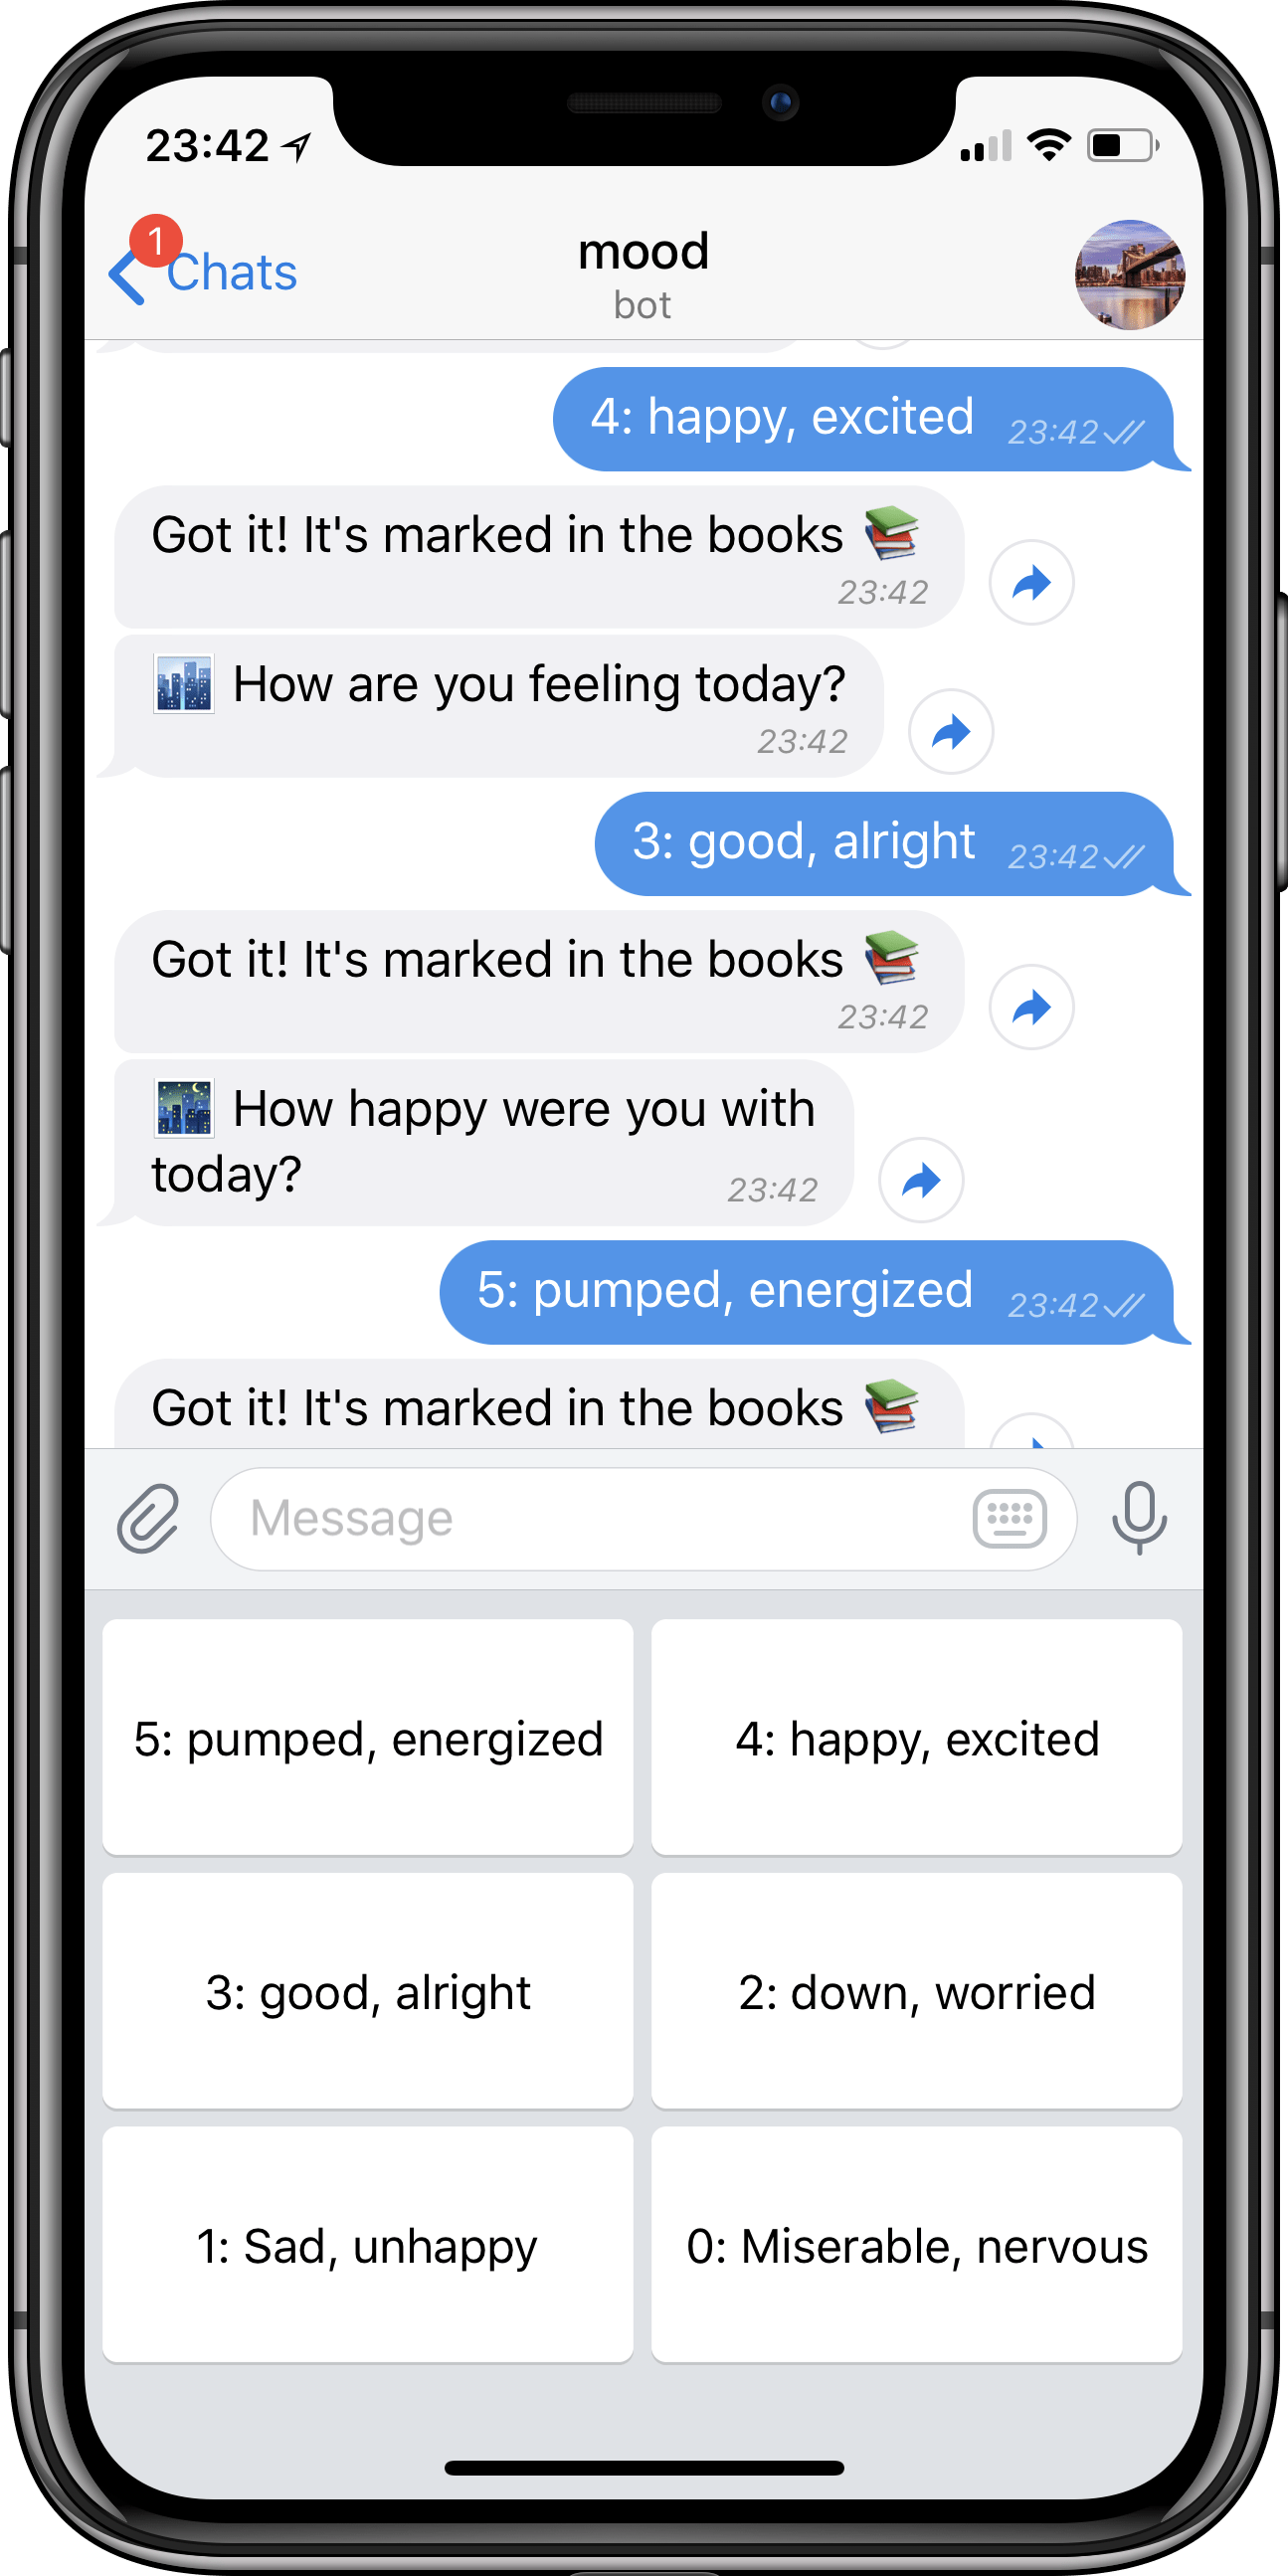 23:42
1
Chats
mood
bot
4: happy, excited 23:42
Got it! It's marked in the books 📚
23:42
🏙 How are you feeling today?
23:42
3: good, alright 23:42
Got it! It's marked in the books 📚
23:42
🌃 How happy were you with
today? 23:42
5: pumped, energized 23:42
Got it! It's marked in the books 📚
Message
5: pumped, energized
4: happy, excited
3: good, alright
2: down, worried
1: Sad, unhappy
0: Miserable, nervous